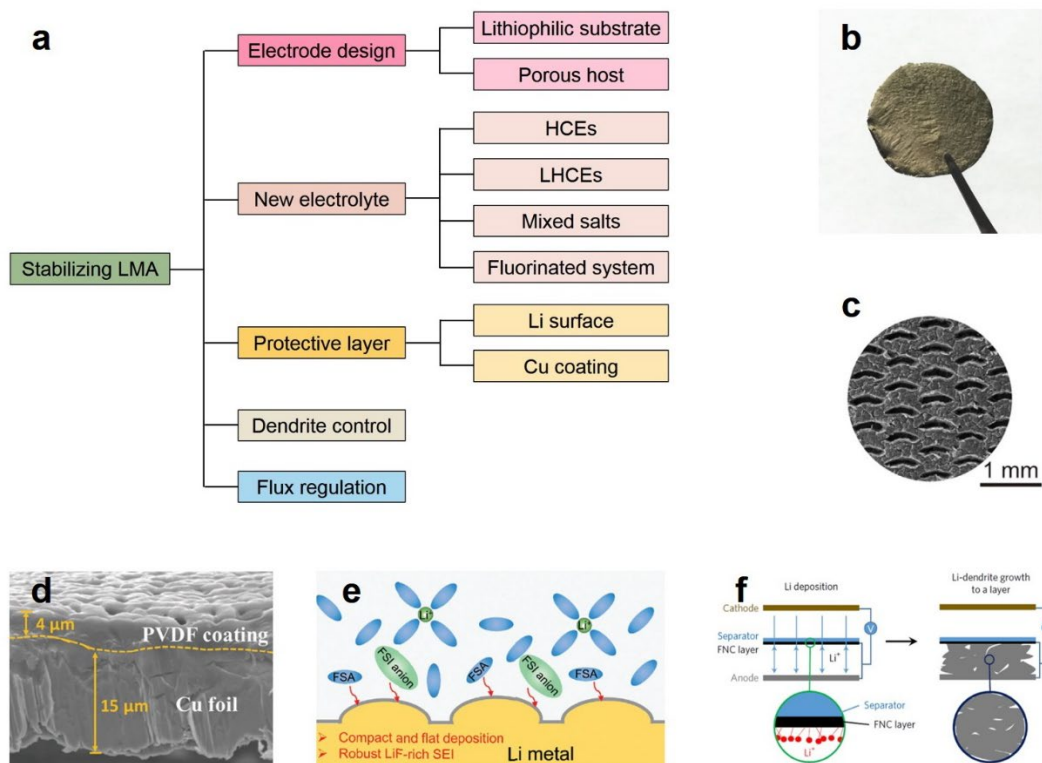 a
Electrode design
Lithiophilic substrate
Porous host
New electrolyte
HCEs
LHCEs
Mixed salts
Fluorinated system
Stabilizing LMA
Protective layer
Li surface
Cu coating
Dendrite control
Flux regulation
b
c
1 mm
d
4 μm
PVDF coating
15 μm
Cu foil
e
Li⁺
Li⁺
FSA
FSI anion
FSA
FSI anion
FSA
Compact and flat deposition
Robust LiF-rich SEI
Li metal
f
Li deposition
Cathode
V
Separator
FNC layer
Li⁺
Anode
Separator
FNC layer
Li⁺
Li-dendrite growth
to a layer